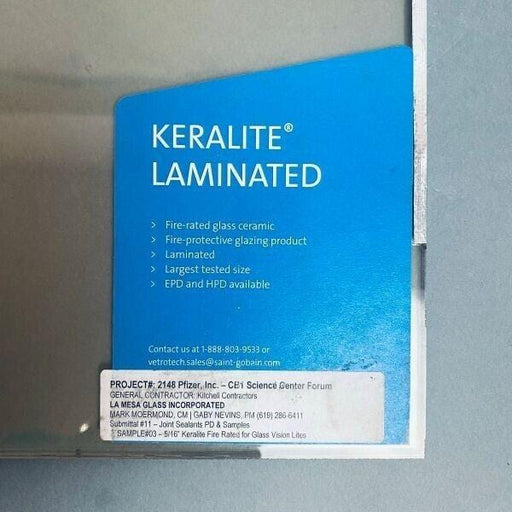 KERALITE®
LAMINATED
> Fire-rated glass ceramic
> Fire-protective glazing product
> Laminated
> Largest tested size
> EPD and HPD available
Contact us at 1-888-803-9533 or
vetrotech.sales@saint-gobain.com
PROJECT#: 2148 Pfizer, Inc. – CB1 Science Center Forum
GENERAL CONTRACTOR: Kitchell Contractors
LA MESA GLASS INCORPORATED
MARK MOERMOND, CM | GABY NEVINS, PM (619) 286-6411
Submittal #11 – Joint Sealants PD & Samples
SAMPLE#03 – 5/16" Keralite Fire Rated for Glass Vision Lites